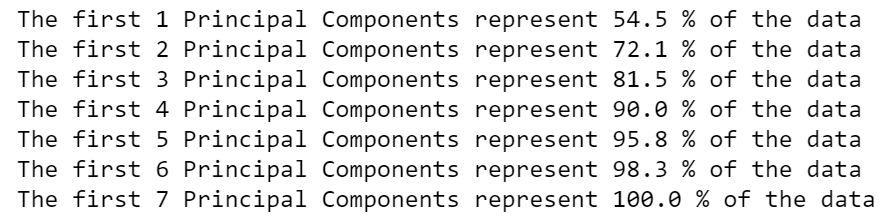 The first 1 Principal Components represent 54.5 % of the data
The first 2 Principal Components represent 72.1 % of the data
The first 3 Principal Components represent 81.5 % of the data
The first 4 Principal Components represent 90.0 % of the data
The first 5 Principal Components represent 95.8 % of the data
The first 6 Principal Components represent 98.3 % of the data
The first 7 Principal Components represent 100.0 % of the data